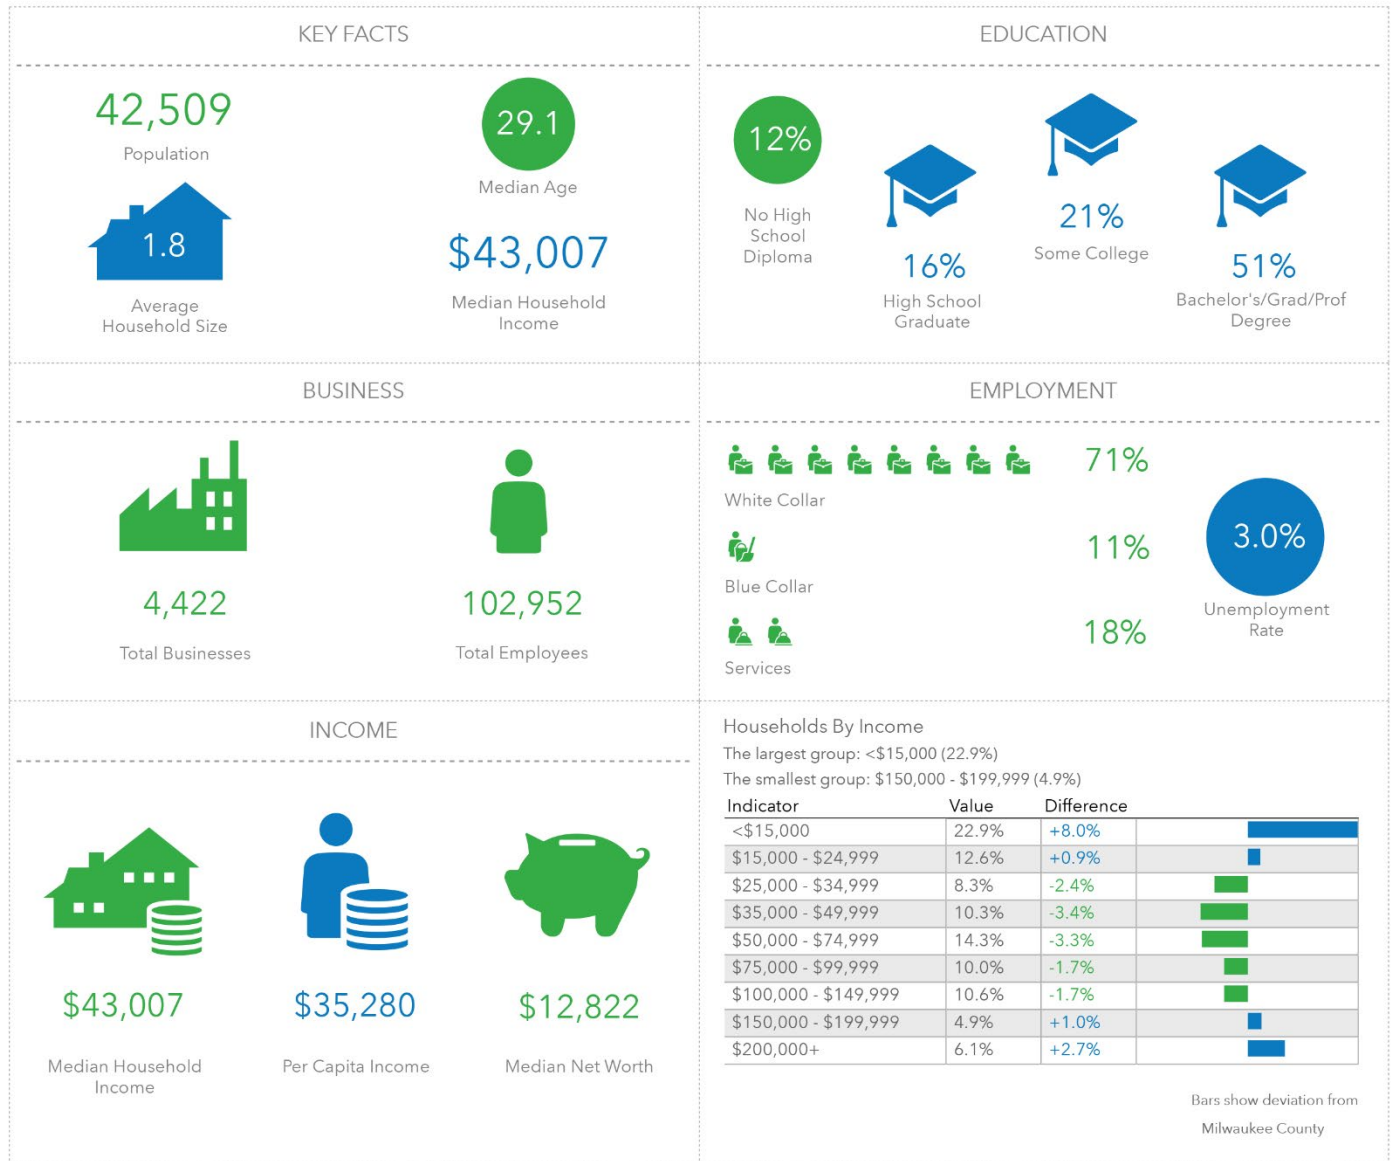 KEY FACTS
42,509
Population
29.1
Median Age
1.8
Average
Household Size
$43,007
Median Household
Income
EDUCATION
12%
No High
School
Diploma
16%
High School
Graduate
21%
Some College
51%
Bachelor's/Grad/Prof
Degree
BUSINESS
4,422
Total Businesses
102,952
Total Employees
EMPLOYMENT
71%
White Collar
11%
Blue Collar
18%
Services
3.0%
Unemployment
Rate
INCOME
$43,007
Median Household
Income
$35,280
Per Capita Income
$12,822
Median Net Worth
Households By Income
The largest group: <$15,000 (22.9%)
The smallest group: $150,000 - $199,999 (4.9%)
Indicator Value Difference
<$15,000 22.9% +8.0%
$15,000 - $24,999 12.6% +0.9%
$25,000 - $34,999 8.3% -2.4%
$35,000 - $49,999 10.3% -3.4%
$50,000 - $74,999 14.3% -3.3%
$75,000 - $99,999 10.0% -1.7%
$100,000 - $149,999 10.6% -1.7%
$150,000 - $199,999 4.9% +1.0%
$200,000+ 6.1% +2.7%
Bars show deviation from
Milwaukee County